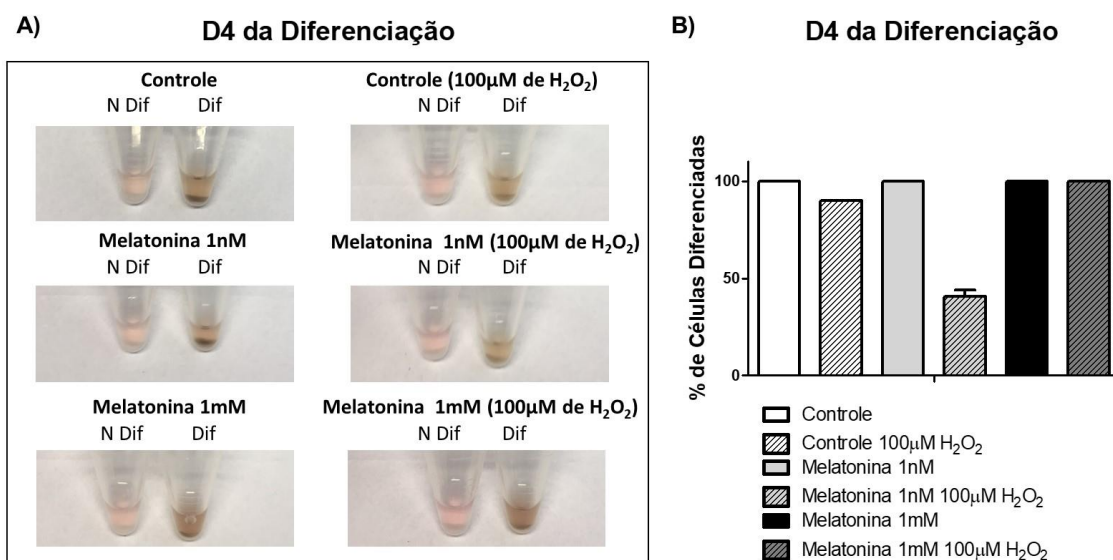 A)
D4 da Diferenciação
Controle
N Dif Dif
Controle (100µM de H₂O₂)
N Dif Dif
Melatonina 1nM
N Dif Dif
Melatonina 1nM (100µM de H₂O₂)
N Dif Dif
Melatonina 1mM
N Dif Dif
Melatonina 1mM (100µM de H₂O₂)
N Dif Dif
B)
D4 da Diferenciação
% de Células Diferenciadas
100
50
0
Controle
Controle 100µM H₂O₂
Melatonina 1nM
Melatonina 1nM 100µM H₂O₂
Melatonina 1mM
Melatonina 1mM 100µM H₂O₂